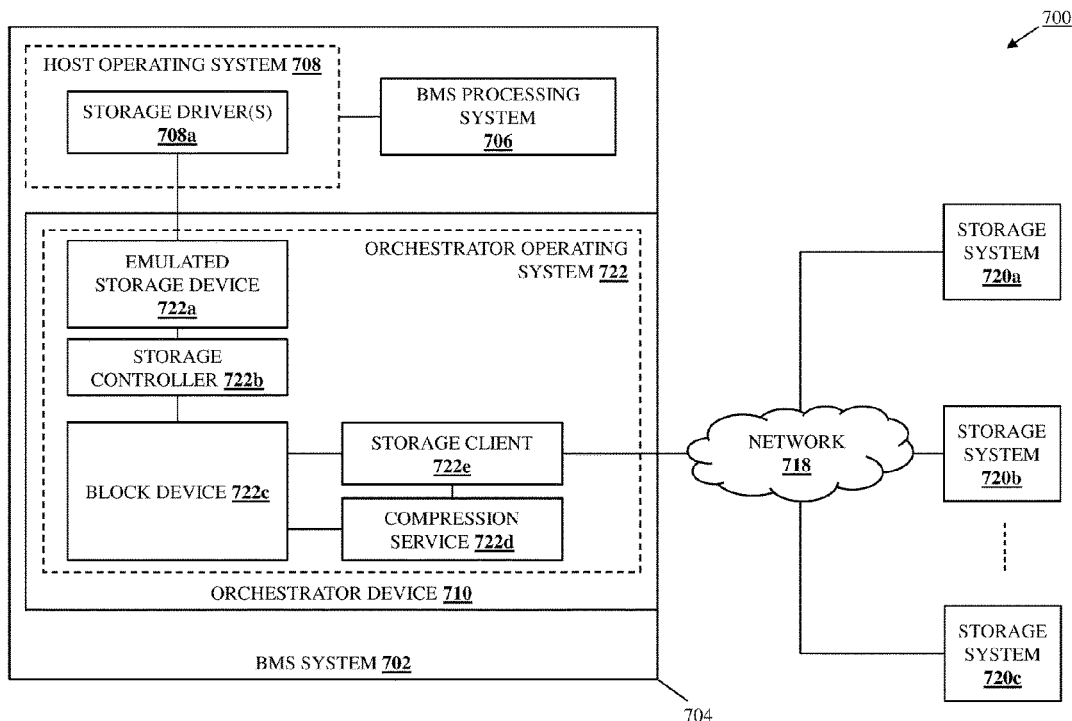 700
HOST OPERATING SYSTEM 708
STORAGE DRIVER(S)
708a
BMS PROCESSING
SYSTEM
706
ORCHESTRATOR OPERATING
SYSTEM 722
EMULATED
STORAGE DEVICE
722a
STORAGE
CONTROLLER 722b
BLOCK DEVICE 722c
STORAGE CLIENT
722e
COMPRESSION
SERVICE 722d
ORCHESTRATOR DEVICE 710
BMS SYSTEM 702
704
NETWORK
718
STORAGE
SYSTEM
720a
STORAGE
SYSTEM
720b
STORAGE
SYSTEM
720c